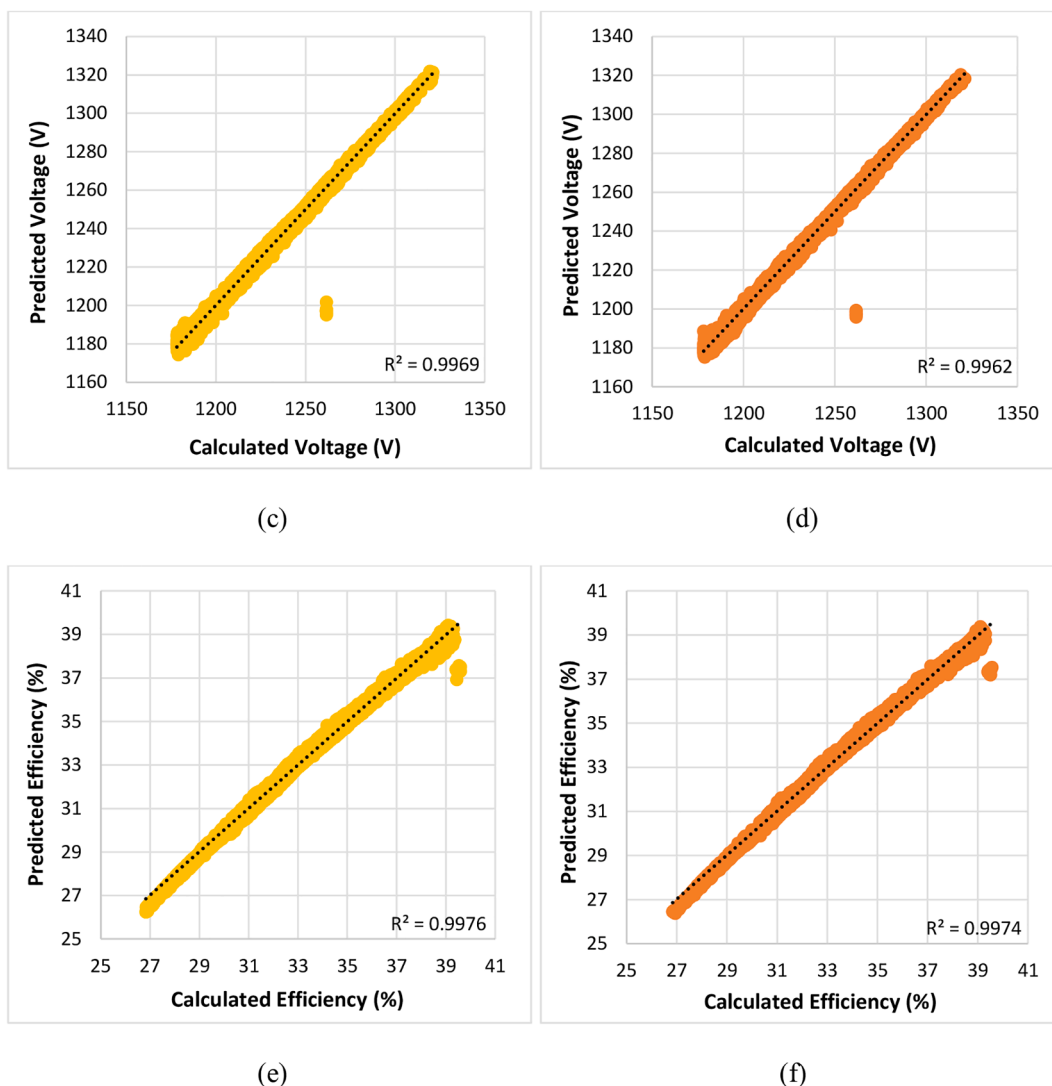 Predicted Voltage (V)
1340
1320
1300
1280
1260
1240
1220
1200
1180
1160
R² = 0.9969
1150 1200 1250 1300 1350
Calculated Voltage (V)
(c)
Predicted Voltage (V)
1340
1320
1300
1280
1260
1240
1220
1200
1180
1160
R² = 0.9962
1150 1200 1250 1300 1350
Calculated Voltage (V)
(d)
Predicted Efficiency (%)
41
39
37
35
33
31
29
27
25
R² = 0.9976
25 27 29 31 33 35 37 39 41
Calculated Efficiency (%)
(e)
Predicted Efficiency (%)
41
39
37
35
33
31
29
27
25
R² = 0.9974
25 27 29 31 33 35 37 39 41
Calculated Efficiency (%)
(f)